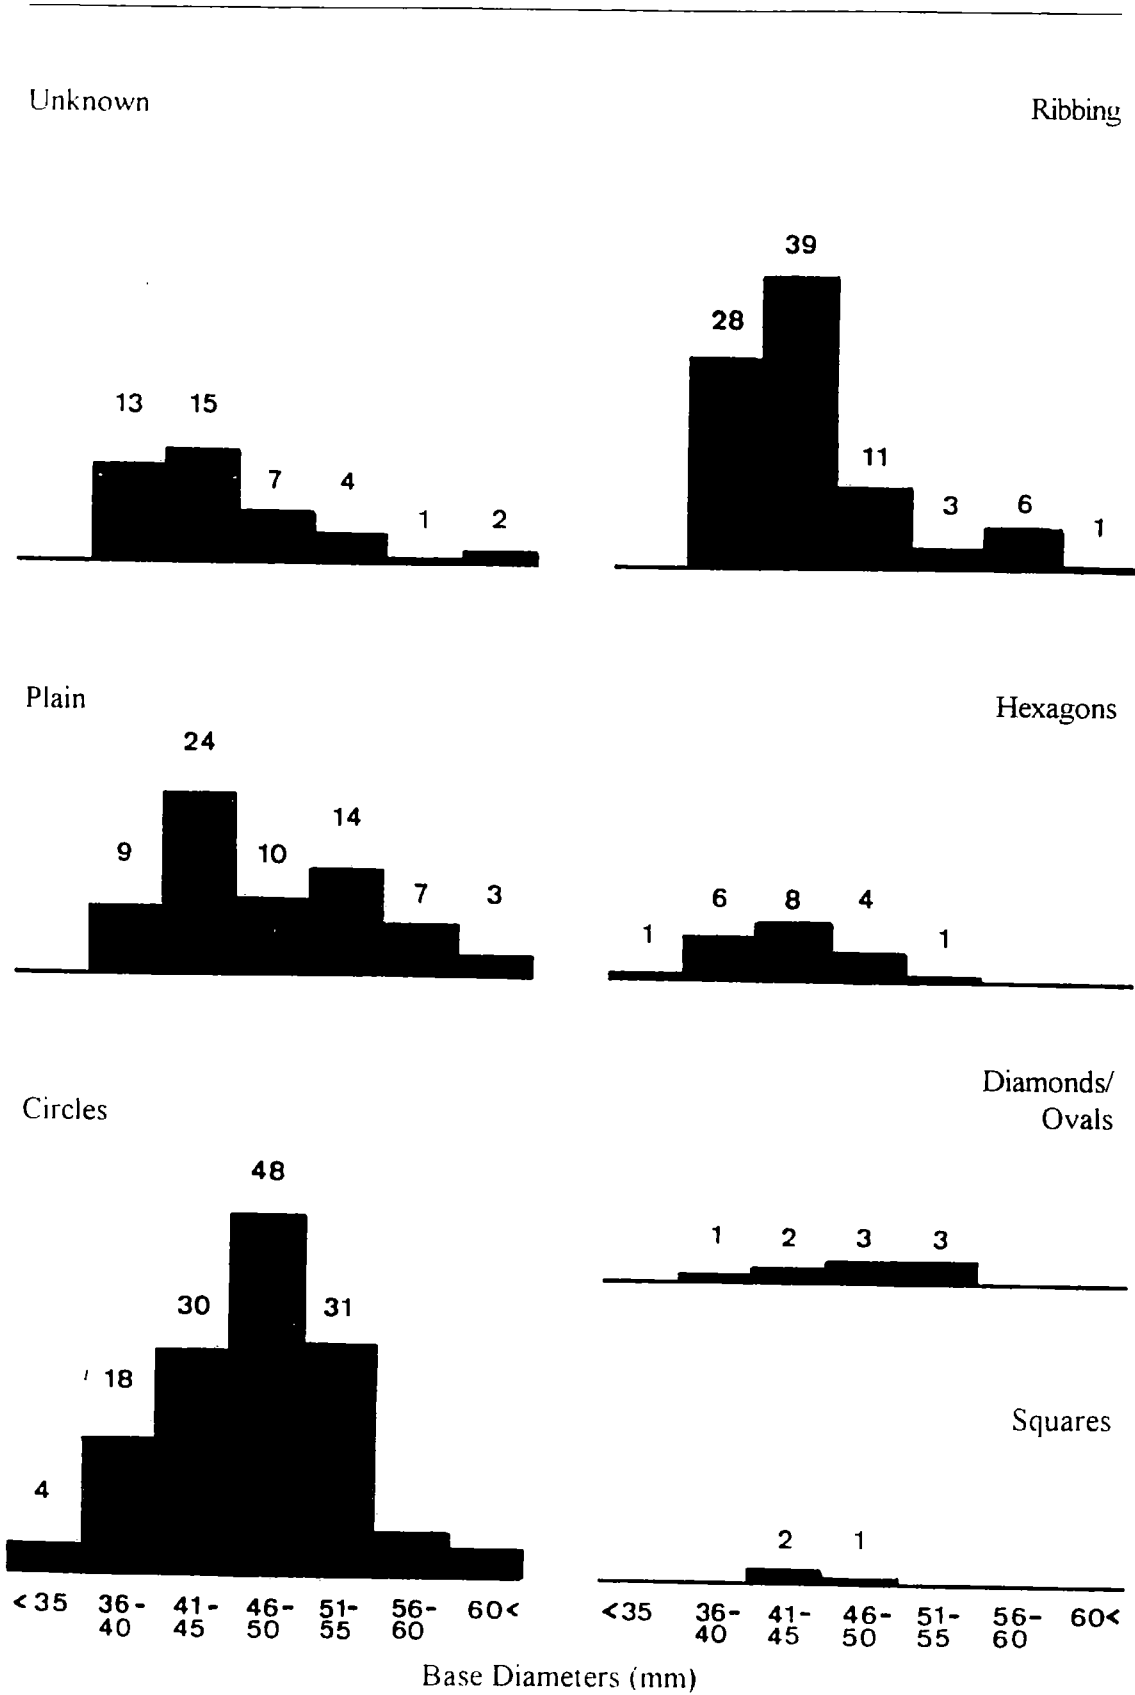 Unknown
Ribbing
39
28
13 15
7 4
1 2
11
3 6
1
Plain
Hexagons
24
14
9 10
7 3
6 8 4
1 1
Diamonds/
Ovals
Circles
48
1 2 3 3
30 31
18
Squares
4
2 1
<35 36- 41- 46- 51- 56- 60<
40 45 50 55 60
<35 36- 41- 46- 51- 56- 60<
40 45 50 55 60
Base Diameters (mm)